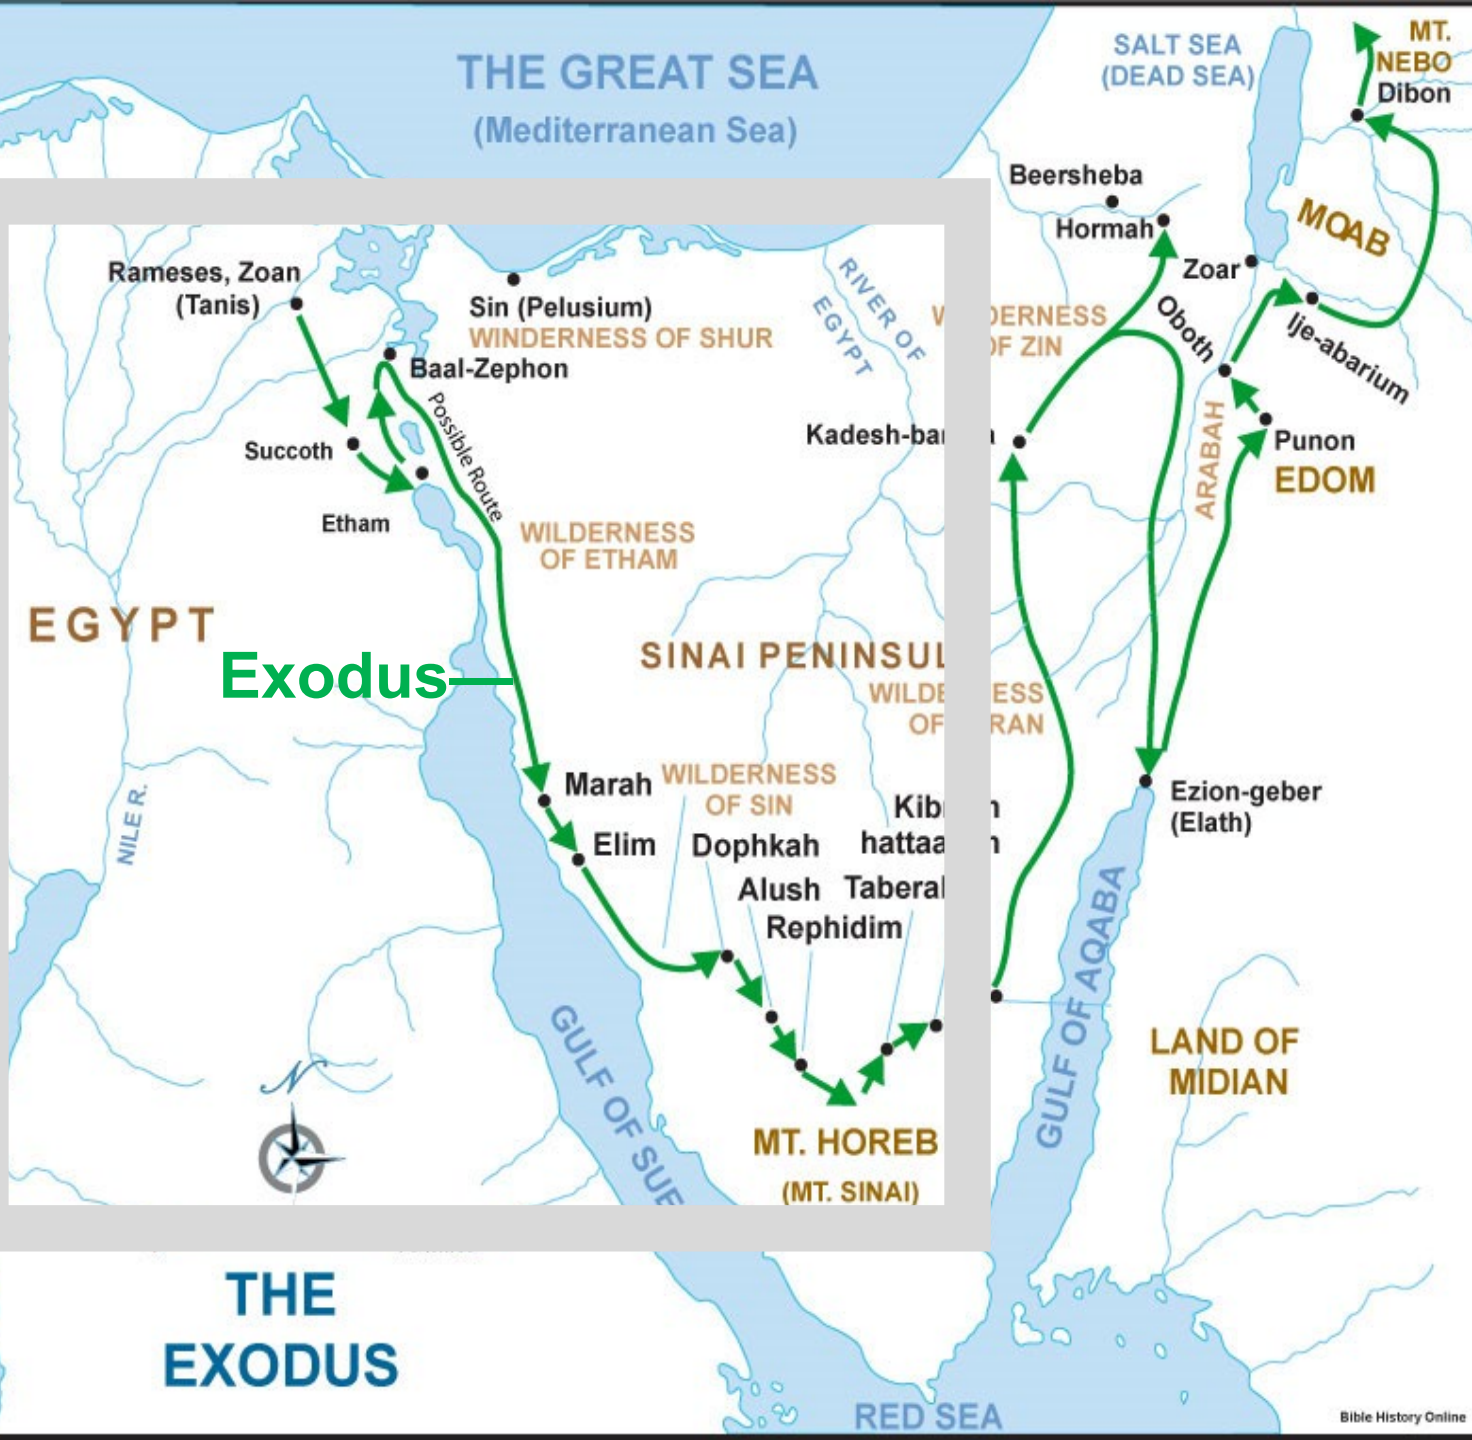 THE GREAT SEA
(Mediterranean Sea)
SALT SEA
(DEAD SEA)
MT.
NEBO
Dibon
Beersheba
Hormah
MOAB
Zoar
Rameses, Zoan
(Tanis)
Sin (Pelusium)
WINDERNESS OF SHUR
RIVER OF
EGYPT
OF ZIN
Oboth
Ije-abarium
Baal-Zephon
Possible Route
Succoth
Etham
ARABAH
Punon
EDOM
WILDERNESS
OF ETHAM
EGYPT
Exodus
SINAI
OF
NILE R.
Marah
WILDERNESS
OF SIN
Elim
Dophkah
Alush
Rephidim
Ezion-geber
(Elath)
GULF OF AQABA
GULF OF
LAND OF
MIDIAN
N
MT. HOREB
(MT. SINAI)
THE
EXODUS
RED SEA
Bible History Online